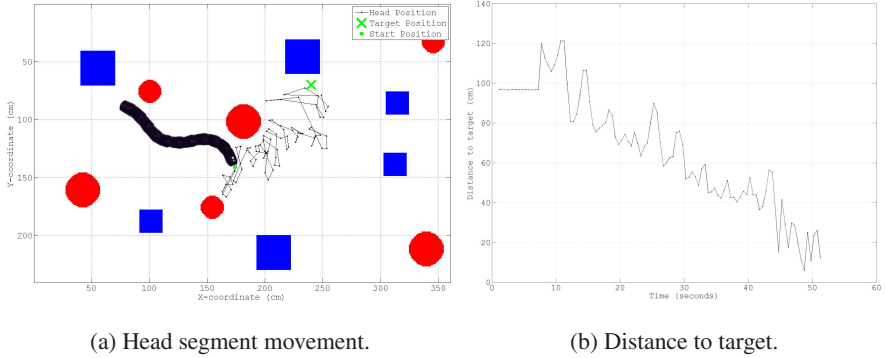 Head Position
Target Position
Start Position
50
100
150
200
Y-coordinate (cm)
50
100
150
200
250
300
350
X-coordinate (cm)
(a) Head segment movement.
140
120
100
80
60
40
20
0
Distance to target (cm)
0
10
20
30
40
50
60
Time (seconds)
(b) Distance to target.